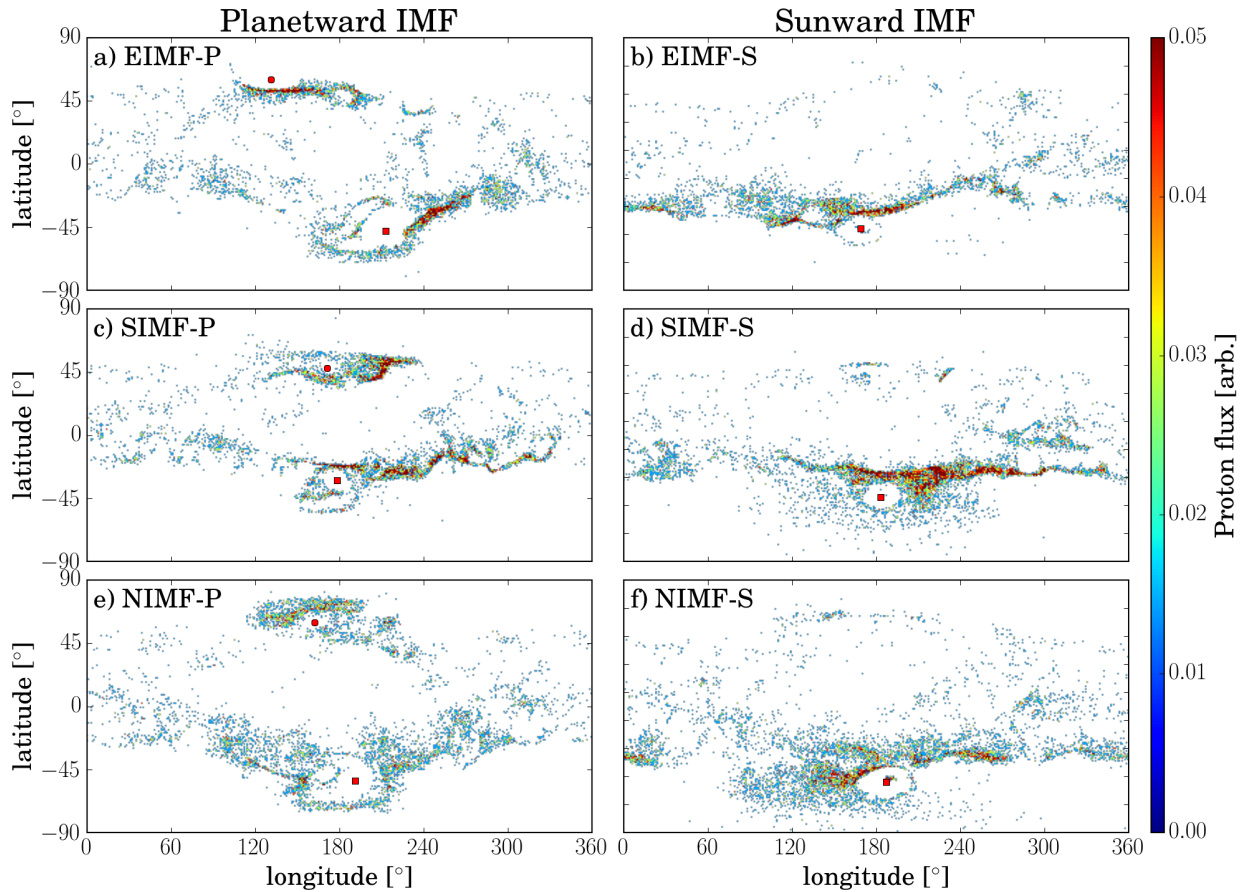 Planetward IMF
Sunward IMF
a) EIMF-P
b) EIMF-S
90
45
0
−45
−90
latitude [°]
c) SIMF-P
d) SIMF-S
90
45
0
−45
−90
latitude [°]
e) NIMF-P
f) NIMF-S
90
45
0
−45
−90
latitude [°]
0 60 120 180 240 300 360
longitude [°]
0 60 120 180 240 300 360
longitude [°]
0.05
0.04
0.03
0.02
0.01
0.00
Proton flux [arb.]